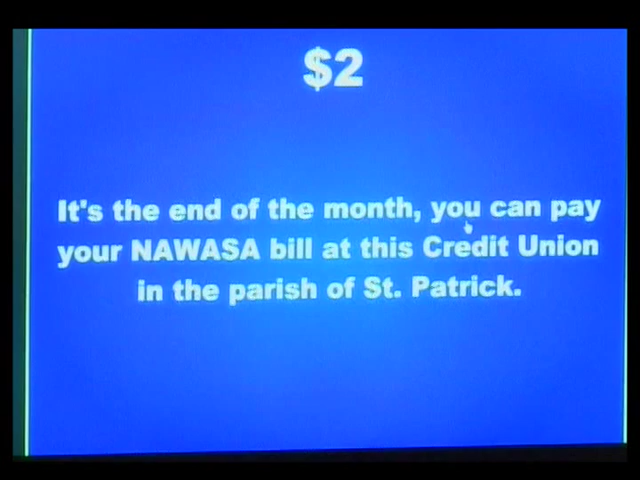 $2
It's the end of the month, you can pay
your NAWASA bill at this Credit Union
in the parish of St. Patrick.